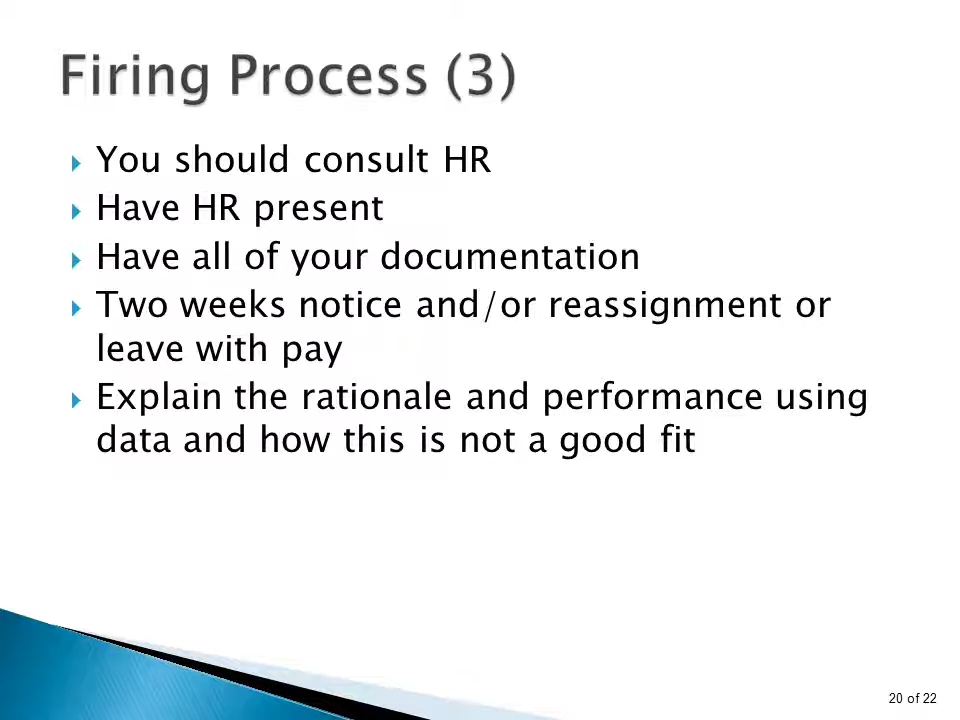 Firing Process (3)
You should consult HR
Have HR present
Have all of your documentation
Two weeks notice and/or reassignment or
leave with pay
Explain the rationale and performance using
data and how this is not a good fit
20 of 22